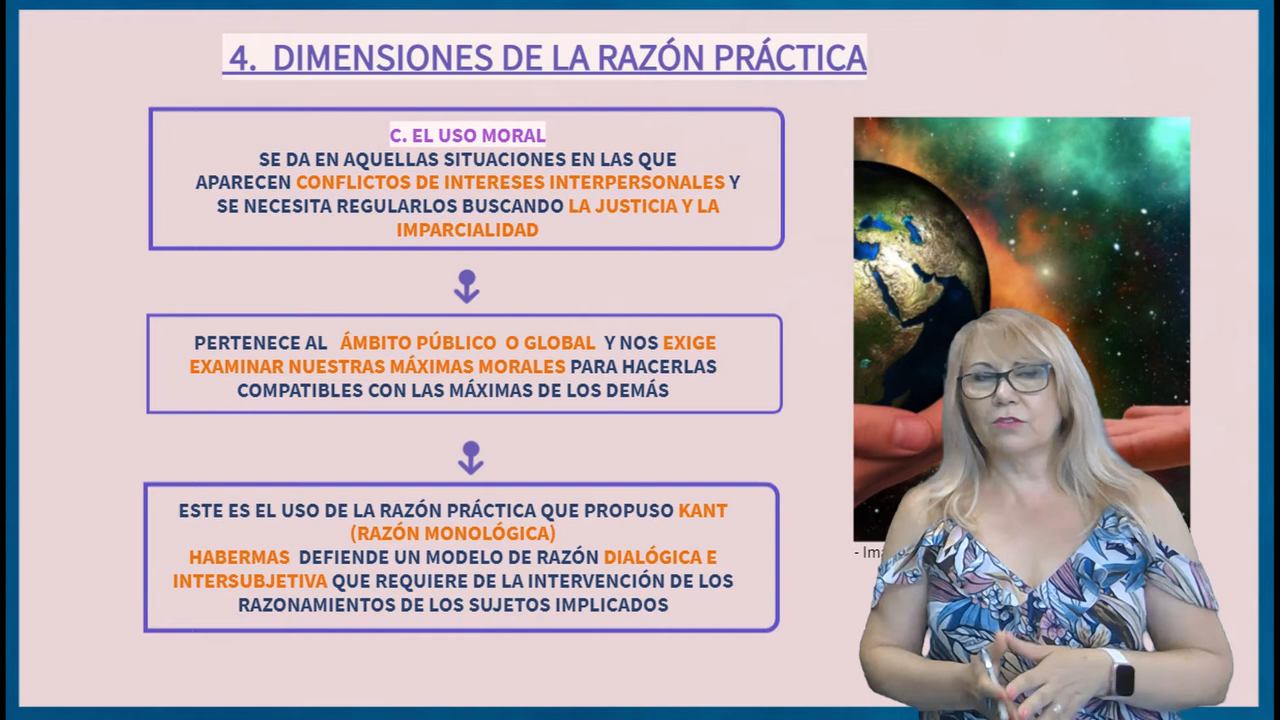 4. DIMENSIONES DE LA RAZÓN PRÁCTICA
C. EL USO MORAL
SE DA EN AQUELLAS SITUACIONES EN LAS QUE
APARECEN CONFLICTOS DE INTERESES INTERPERSONALES Y
SE NECESITA REGULARLOS BUSCANDO LA JUSTICIA Y LA
IMPARCIALIDAD
PERTENECE AL ÁMBITO PÚBLICO O GLOBAL Y NOS EXIGE
EXAMINAR NUESTRAS MÁXIMAS MORALES PARA HACERLAS
COMPATIBLES CON LAS MÁXIMAS DE LOS DEMÁS
ESTE ES EL USO DE LA RAZÓN PRÁCTICA QUE PROPUSO KANT
(RAZÓN MONOLÓGICA)
HABERMAS DEFIENDE UN MODELO DE RAZÓN DIALÓGICA E
INTERSUBJETIVA QUE REQUIERE DE LA INTERVENCIÓN DE LOS
RAZONAMIENTOS DE LOS SUJETOS IMPLICADOS